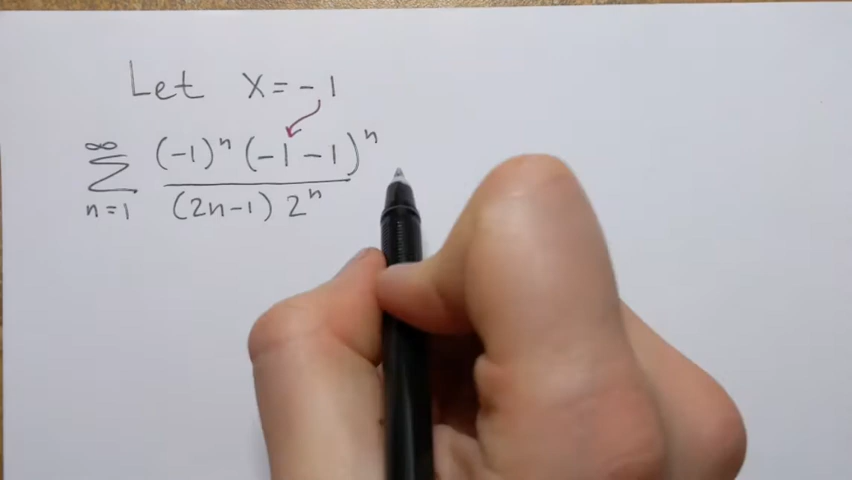 Let x = -1
∞
(-1)^n (-1 - 1)^n
Σ
n=1
(2n-1) 2^n